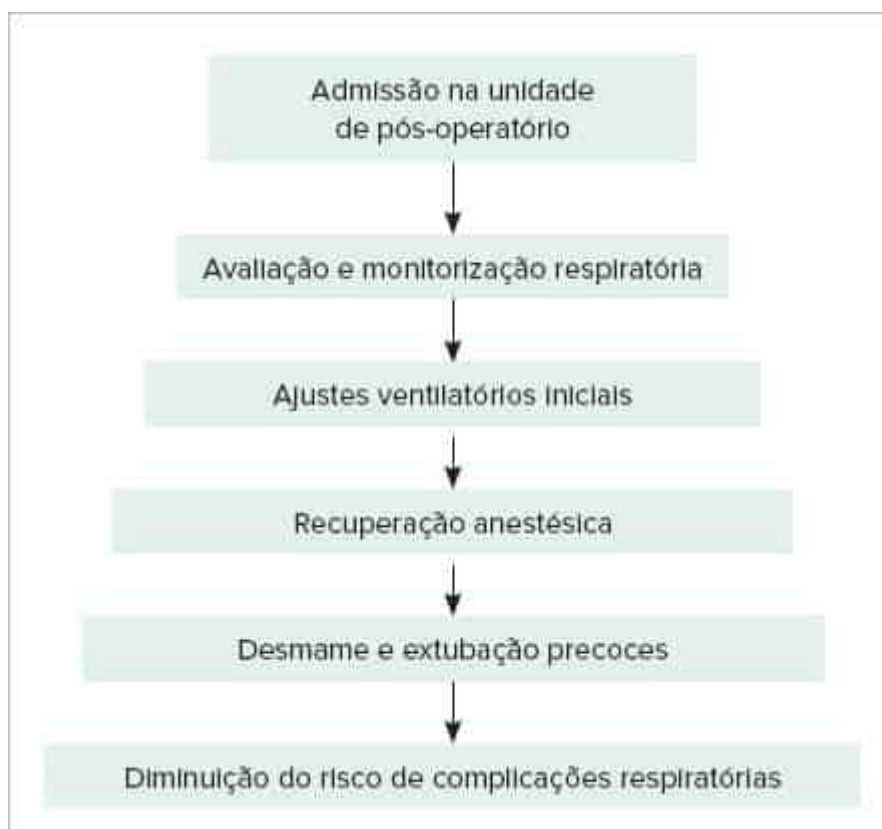 Admissão na unidade
de pós-operatório
Avaliação e monitorização respiratória
Ajustes ventilatórios iniciais
Recuperação anestésica
Desmame e extubação precoces
Diminuição do risco de complicações respiratórias